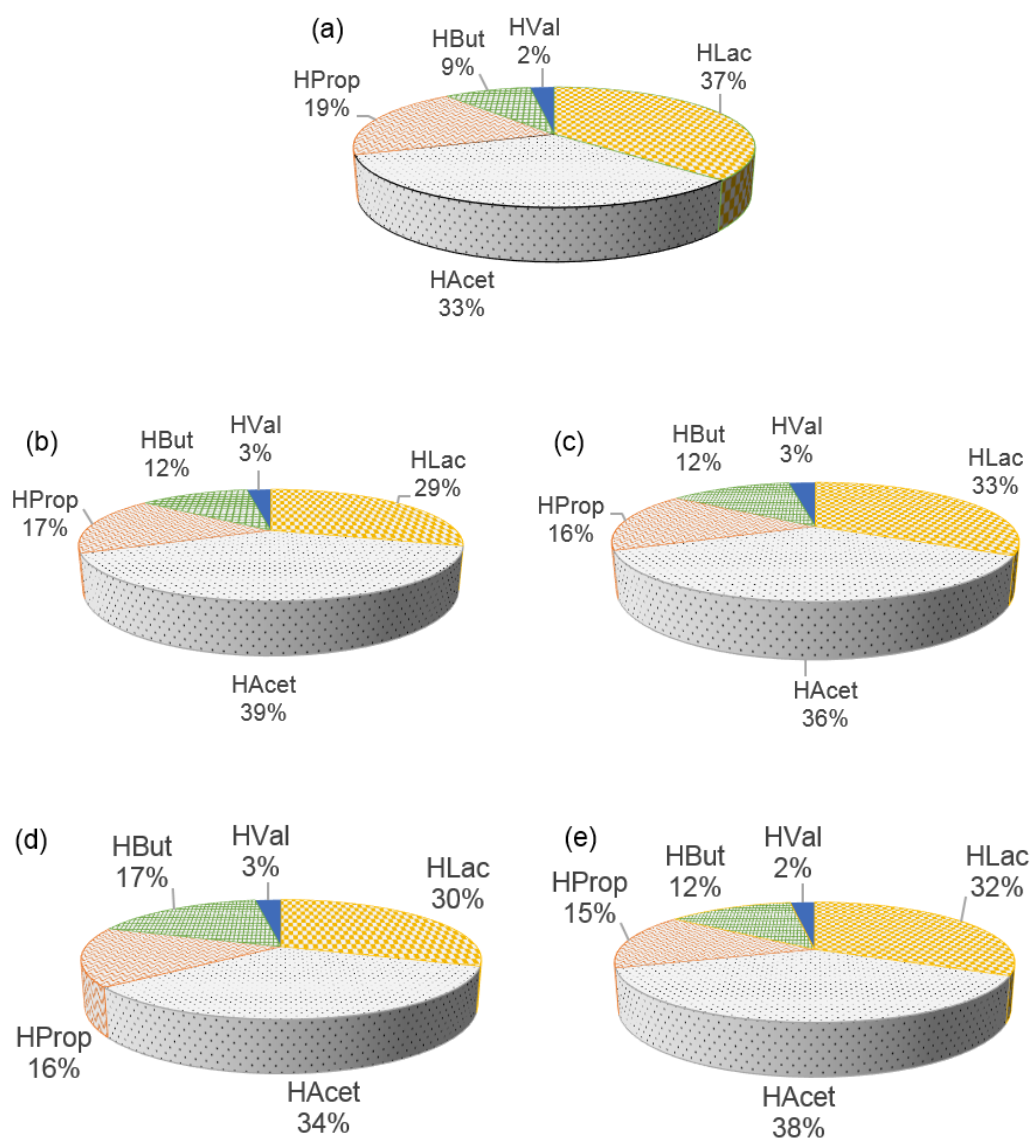 (a)
HProp
19%
HBut
9%
HVal
2%
HLac
37%
HAcet
33%
(b)
HProp
17%
HBut
12%
HVal
3%
HLac
29%
HAcet
39%
(c)
HProp
16%
HBut
12%
HVal
3%
HLac
33%
HAcet
36%
(d)
HProp
16%
HBut
17%
HVal
3%
HLac
30%
HAcet
34%
(e)
HProp
15%
HBut
12%
HVal
2%
HLac
32%
HAcet
38%